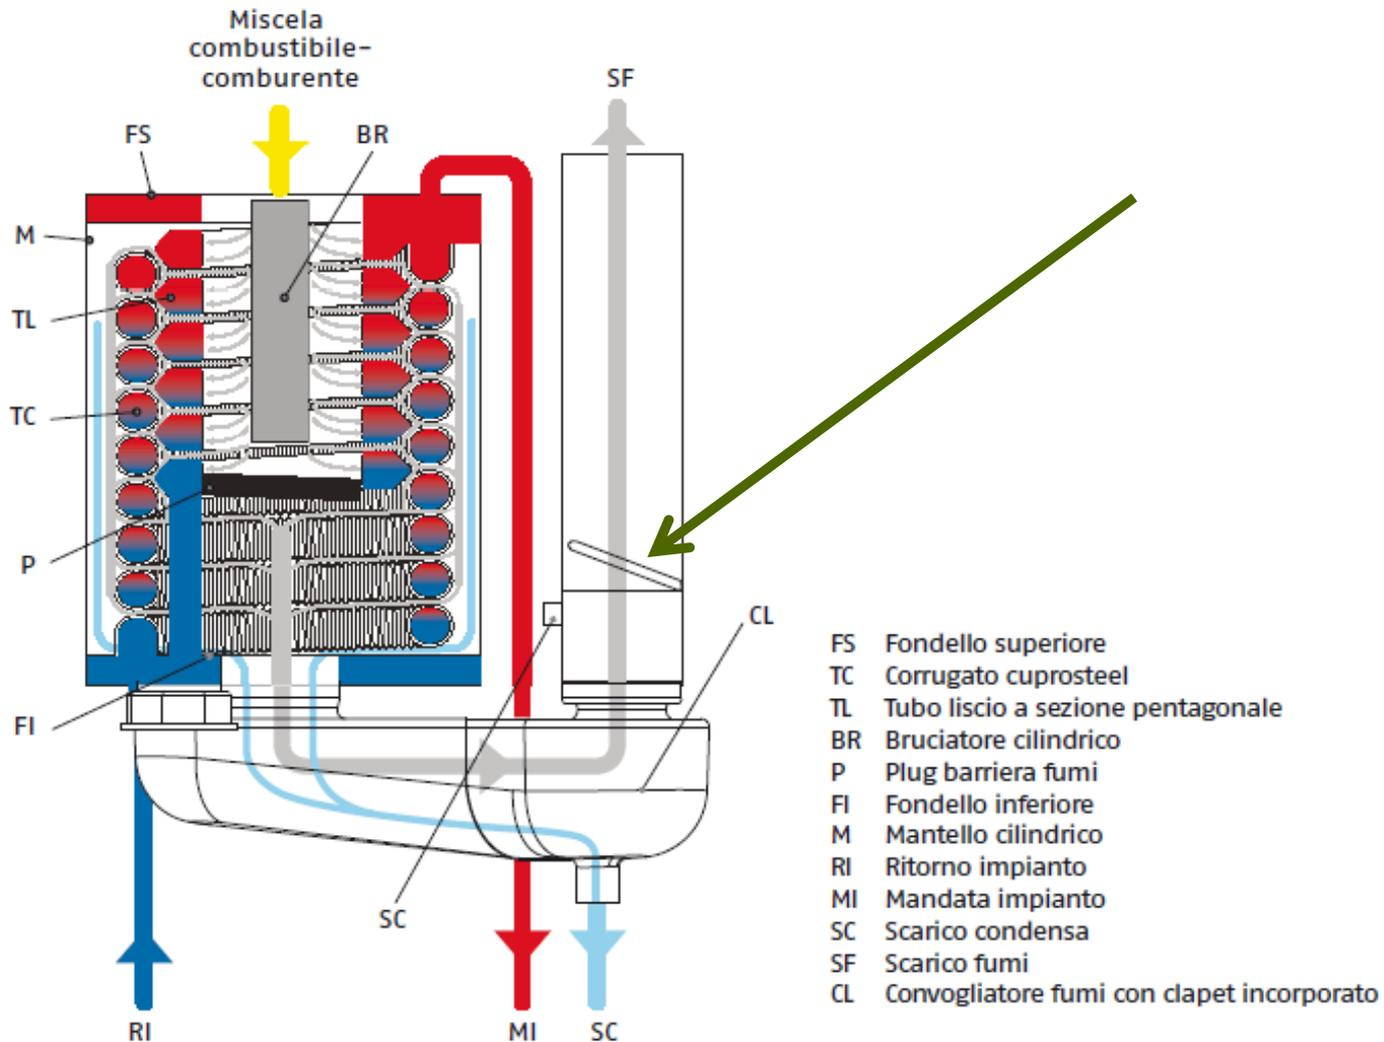 Miscela
combustibile-
comburente
SF
FS
BR
M
TL
TC
P
CL
FI
SC
RI
MI
SC
FS Fondello superiore
TC Corrugato cuprosteel
TL Tubo liscio a sezione pentagonale
BR Bruciatore cilindrico
P Plug barriera fumi
FI Fondello inferiore
M Mantello cilindrico
RI Ritorno impianto
MI Mandata impianto
SC Scarico condensa
SF Scarico fumi
CL Convogliatore fumi con clapet incorporato